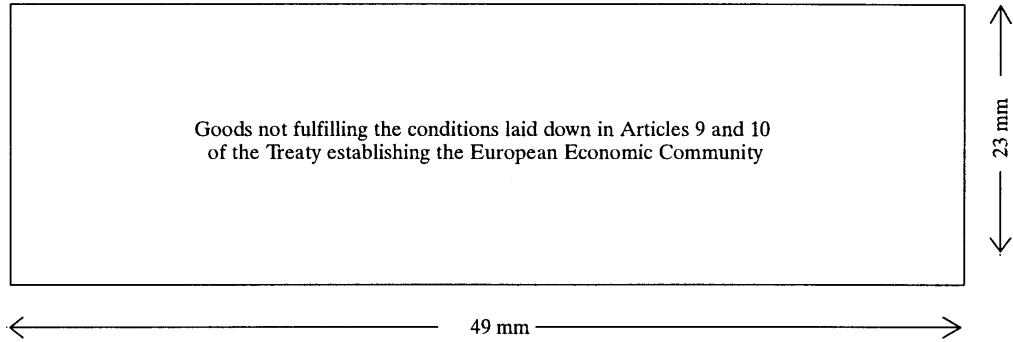 Goods not fulfilling the conditions laid down in Articles 9 and 10
of the Treaty establishing the European Economic Community
23 mm
49 mm